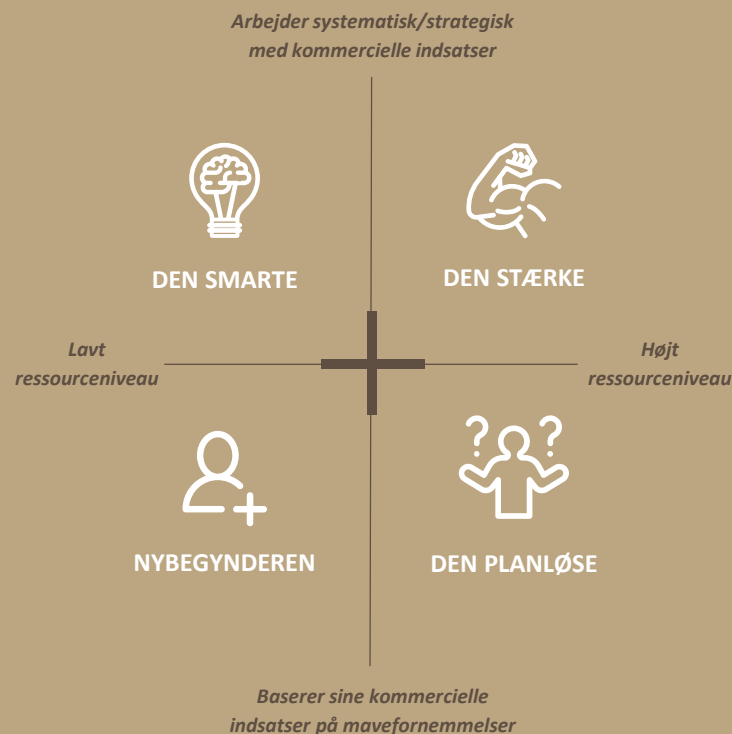 Arbejder systematisk/strategisk
med kommercielle indsatser
DEN SMARTE
DEN STÆRKE
Lavt
ressourceniveau
Højt
ressourceniveau
NYBEGYNDEREN
DEN PLANLØSE
Baserer sine kommercielle
indsatser på mavefornemmelser